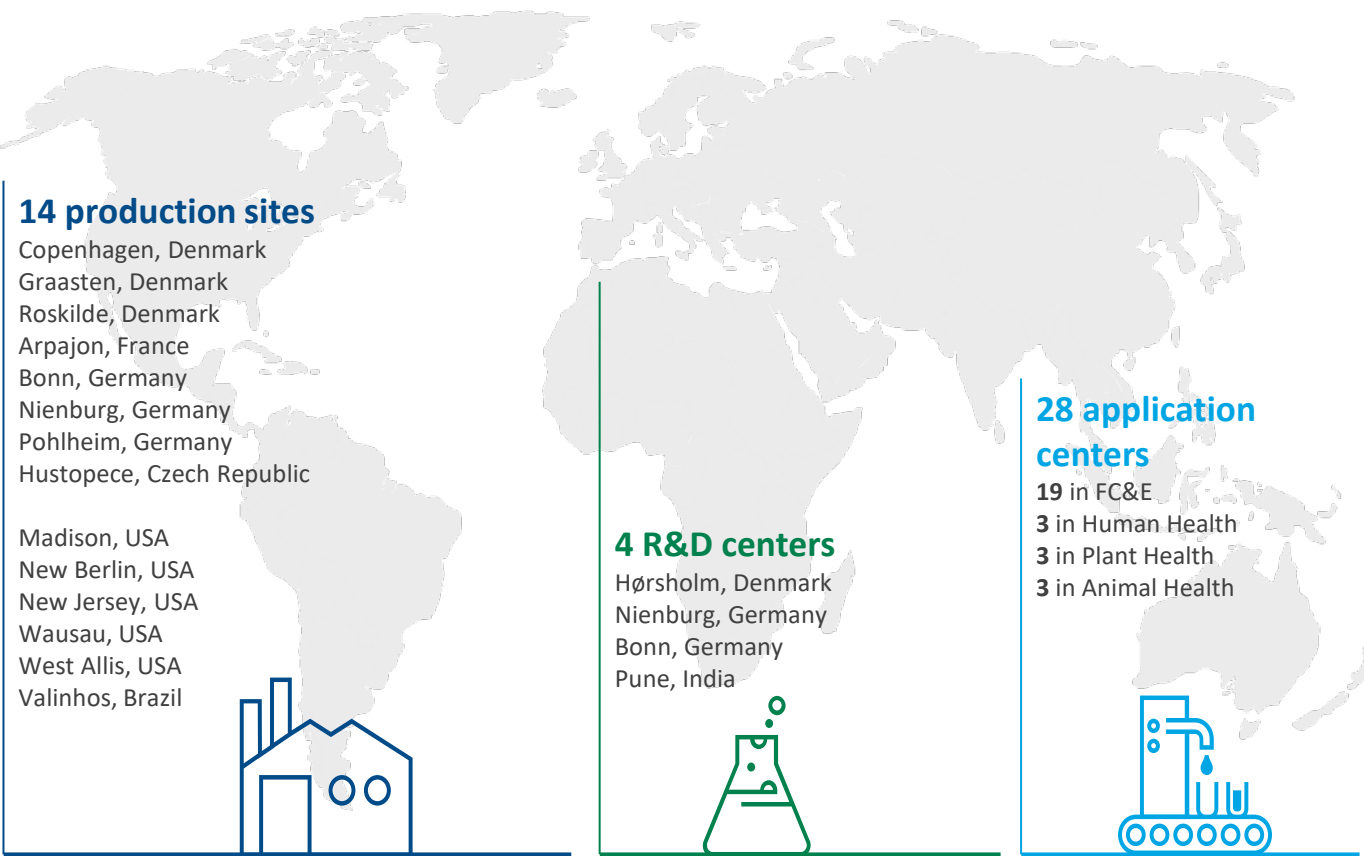 14 production sites
Copenhagen, Denmark
Graasten, Denmark
Roskilde, Denmark
Arpajon, France
Bonn, Germany
Nienburg, Germany
Pohlheim, Germany
Hustopece, Czech Republic
Madison, USA
New Berlin, USA
New Jersey, USA
Wausau, USA
West Allis, USA
Valinhos, Brazil
4 R&D centers
Hørsholm, Denmark
Nienburg, Germany
Bonn, Germany
Pune, India
28 application
centers
19 in FC&E
3 in Human Health
3 in Plant Health
3 in Animal Health